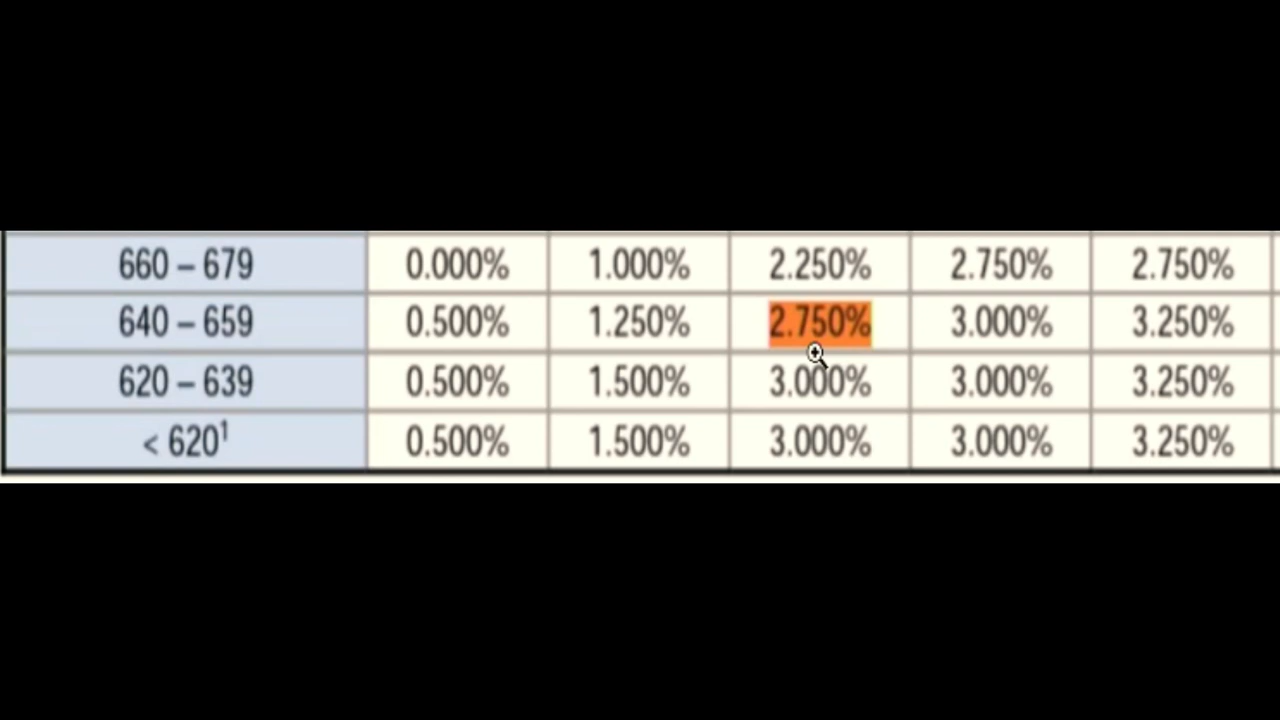 660 – 679 0.000% 1.000% 2.250% 2.750% 2.750%
640 – 659 0.500% 1.250% 2.750% 3.000% 3.250%
620 – 639 0.500% 1.500% 3.000% 3.000% 3.250%
< 620¹ 0.500% 1.500% 3.000% 3.000% 3.250%